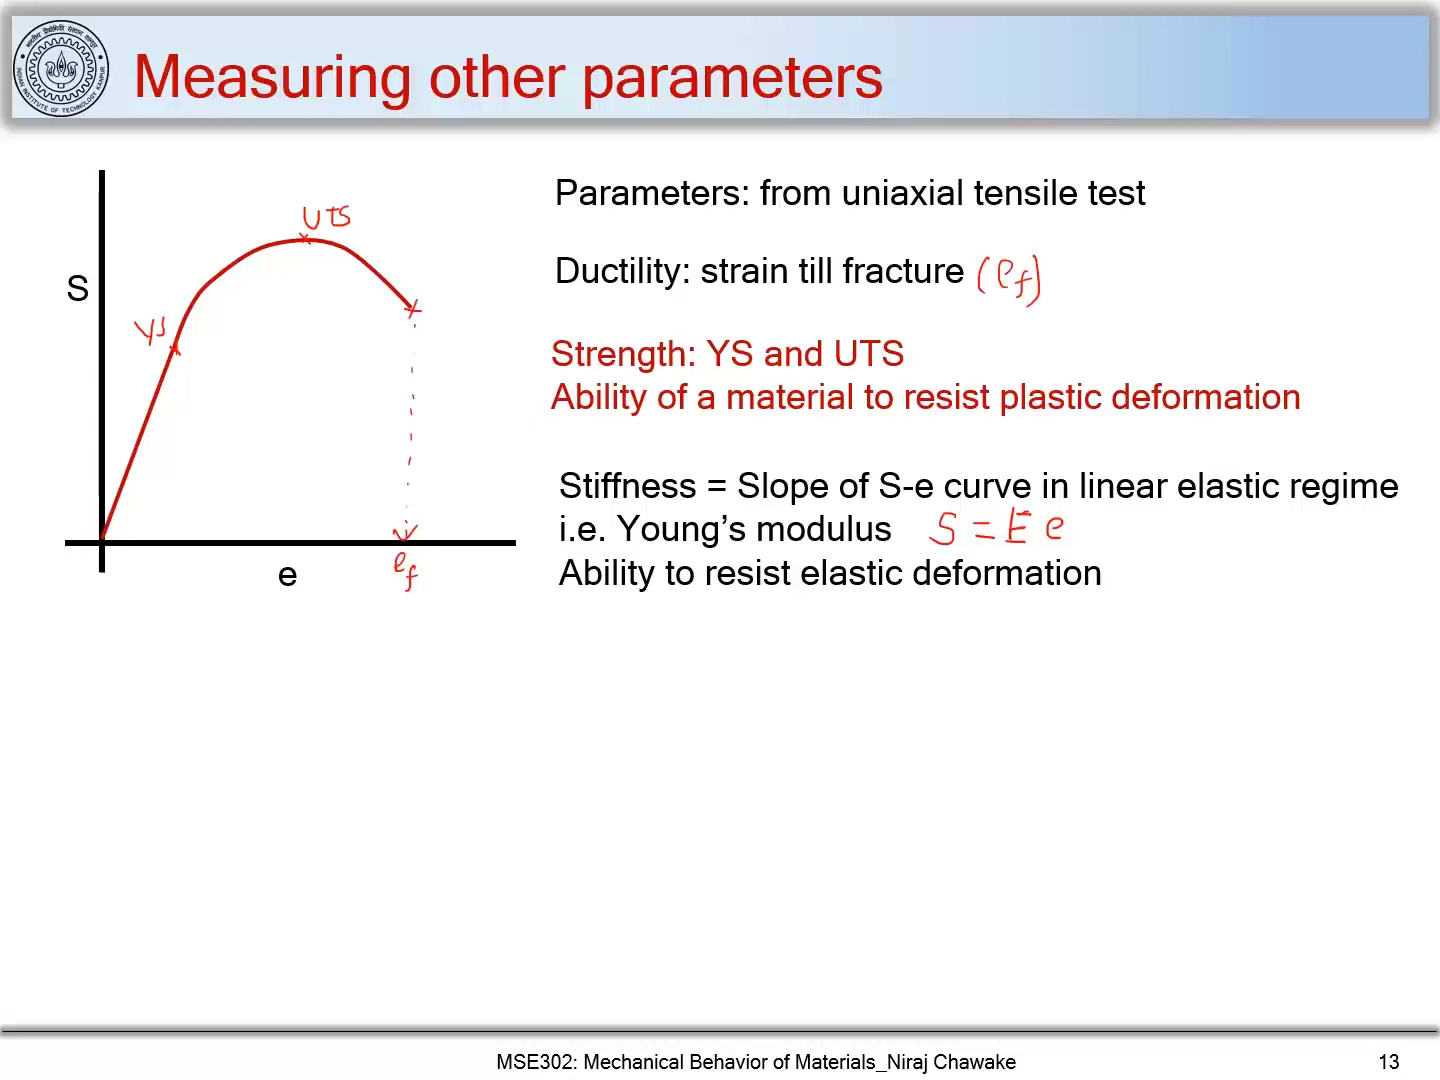 Measuring other parameters
Parameters: from uniaxial tensile test
UTS
Ductility: strain till fracture (ef)
S
YS
Strength: YS and UTS
Ability of a material to resist plastic deformation
Stiffness = Slope of S-e curve in linear elastic regime
i.e. Young’s modulus S = E e
Ability to resist elastic deformation
e
ef
MSE302: Mechanical Behavior of Materials_Niraj Chawake
13